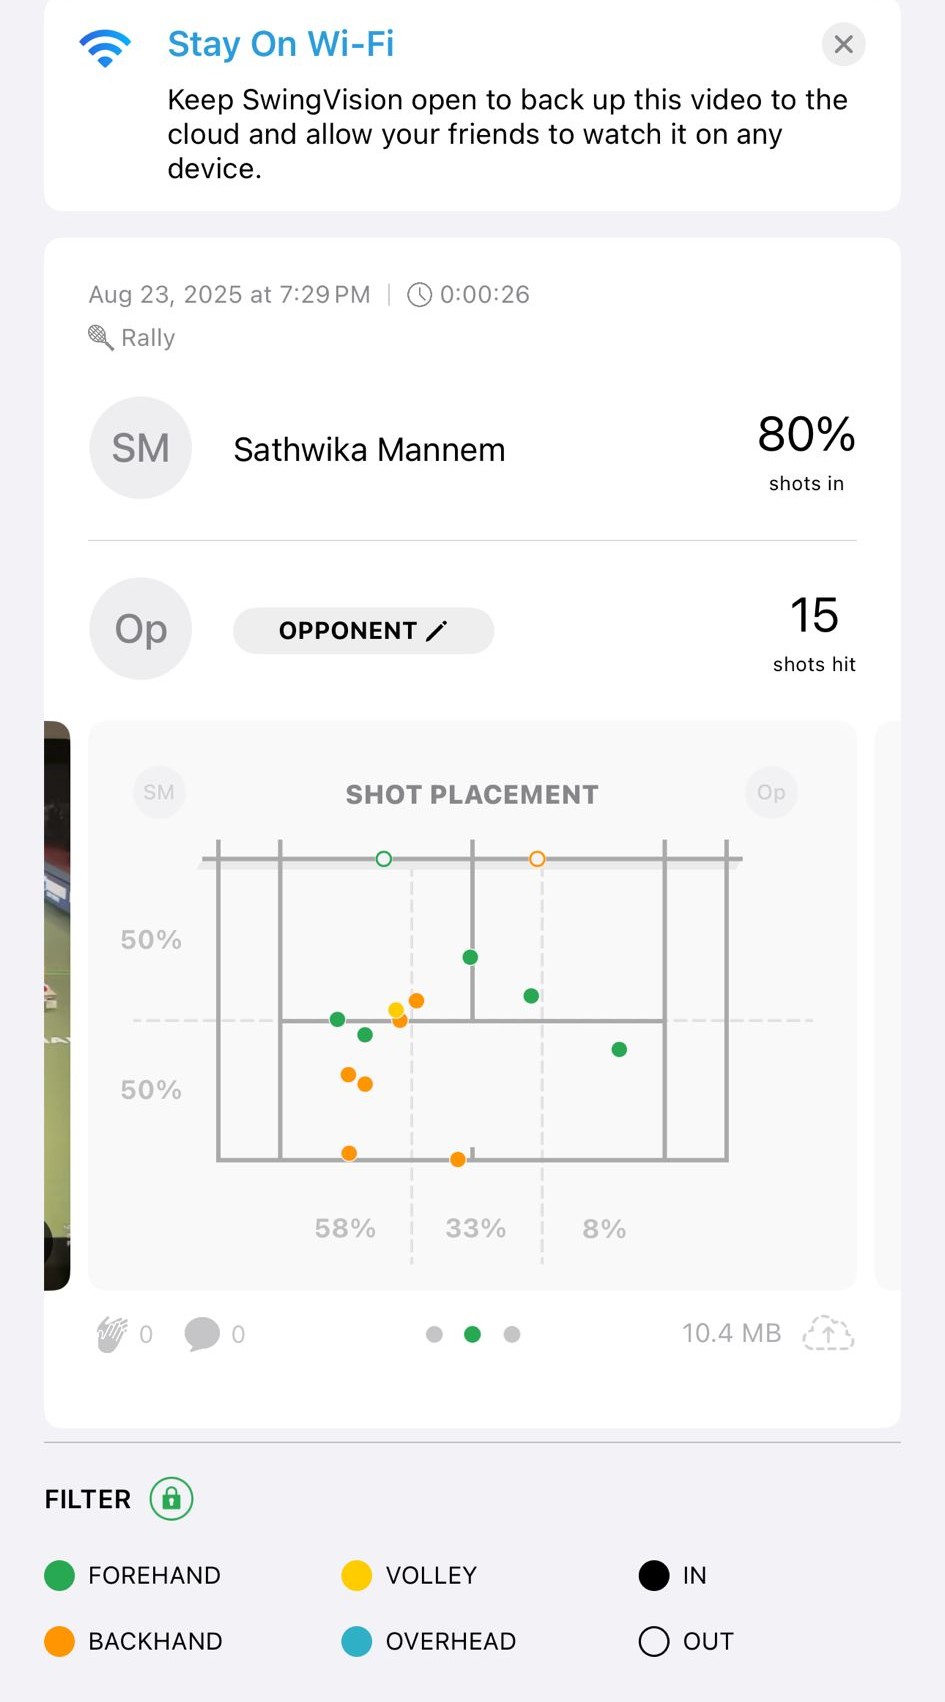 Stay On Wi-Fi
Keep SwingVision open to back up this video to the
cloud and allow your friends to watch it on any
device.
Aug 23, 2025 at 7:29 PM | 0:00:26
Rally
SM
Sathwika Mannem
80%
shots in
Op
OPPONENT
15
shots hit
SM
SHOT PLACEMENT
Op
50%
50%
58%
33%
8%
0
0
10.4 MB
FILTER
FOREHAND
VOLLEY
IN
BACKHAND
OVERHEAD
OUT